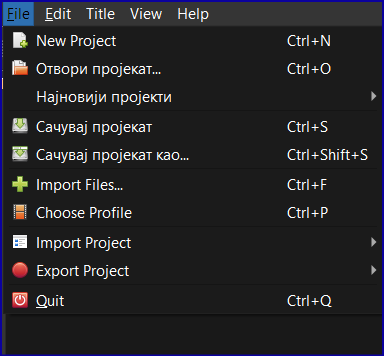 File Edit Title View Help
New Project Ctrl+N
Отвори пројекат... Ctrl+O
Најновији пројекти
Сачувај пројекат Ctrl+S
Сачувај пројекат као... Ctrl+Shift+S
Import Files... Ctrl+F
Choose Profile Ctrl+P
Import Project
Export Project
Quit Ctrl+Q